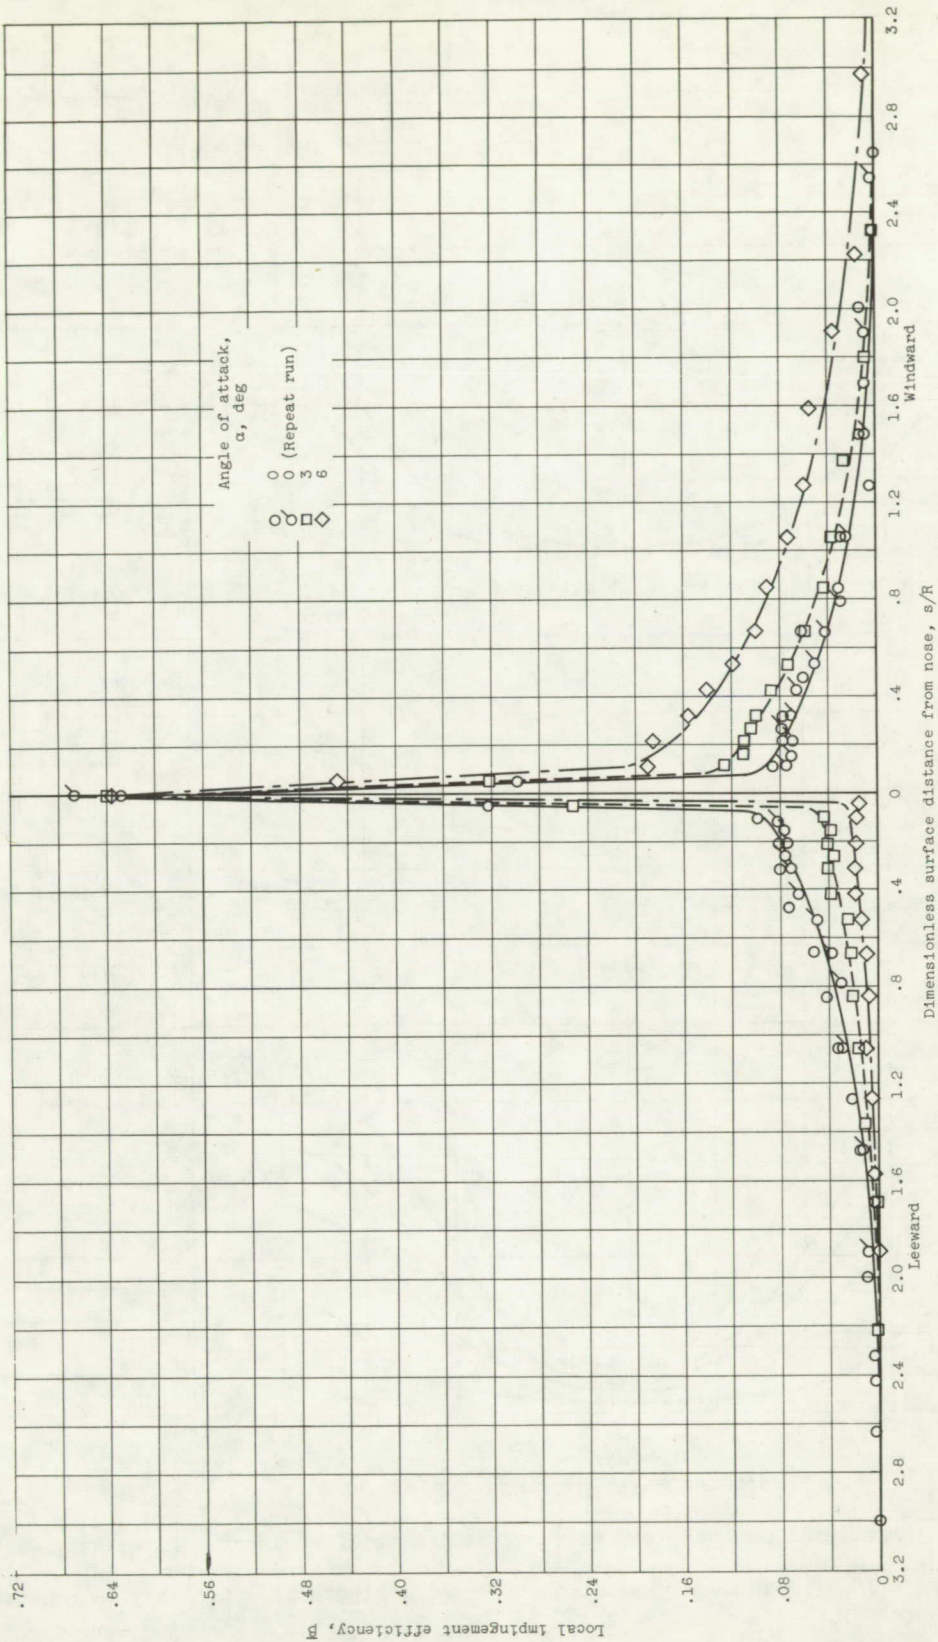 Angle of attack,
α, deg
0
0 (Repeat run)
3
6
.72
.64
.56
.48
.40
.32
.24
.16
.08
0
Local impingement efficiency, β̄
3.2 2.8 2.4 2.0 1.6 1.2 .8 .4 0 .4 .8 1.2 1.6 2.0 2.4 2.8 3.2
Leeward Windward
Dimensionless surface distance from nose, s/R